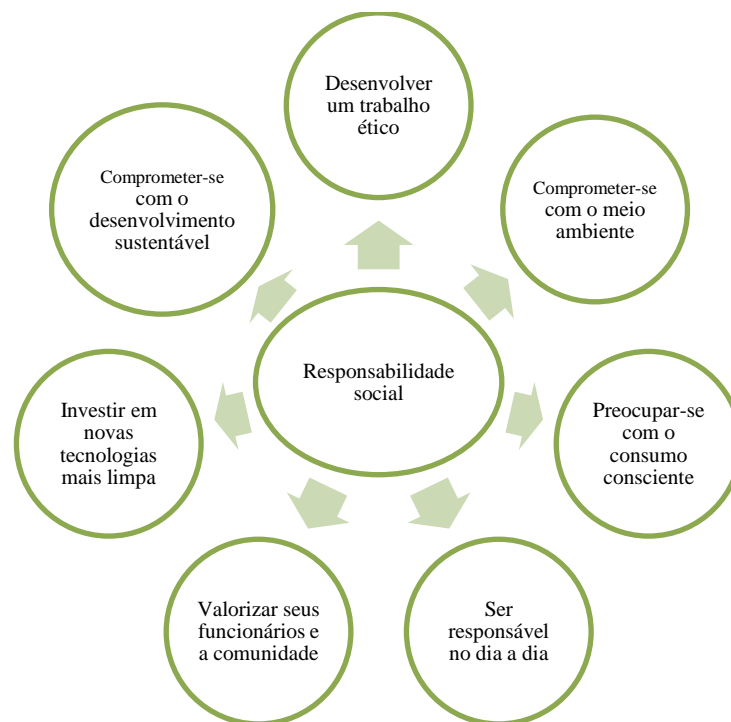 Desenvolver
um trabalho
ético
Comprometer-se
com o meio
ambiente
Preocupar-se
com o
consumo
consciente
Ser
responsável
no dia a dia
Valorizar seus
funcionários e
a comunidade
Investir em
novas
tecnologias
mais limpa
Comprometer-se
com o
desenvolvimento
sustentável
Responsabilidade
social